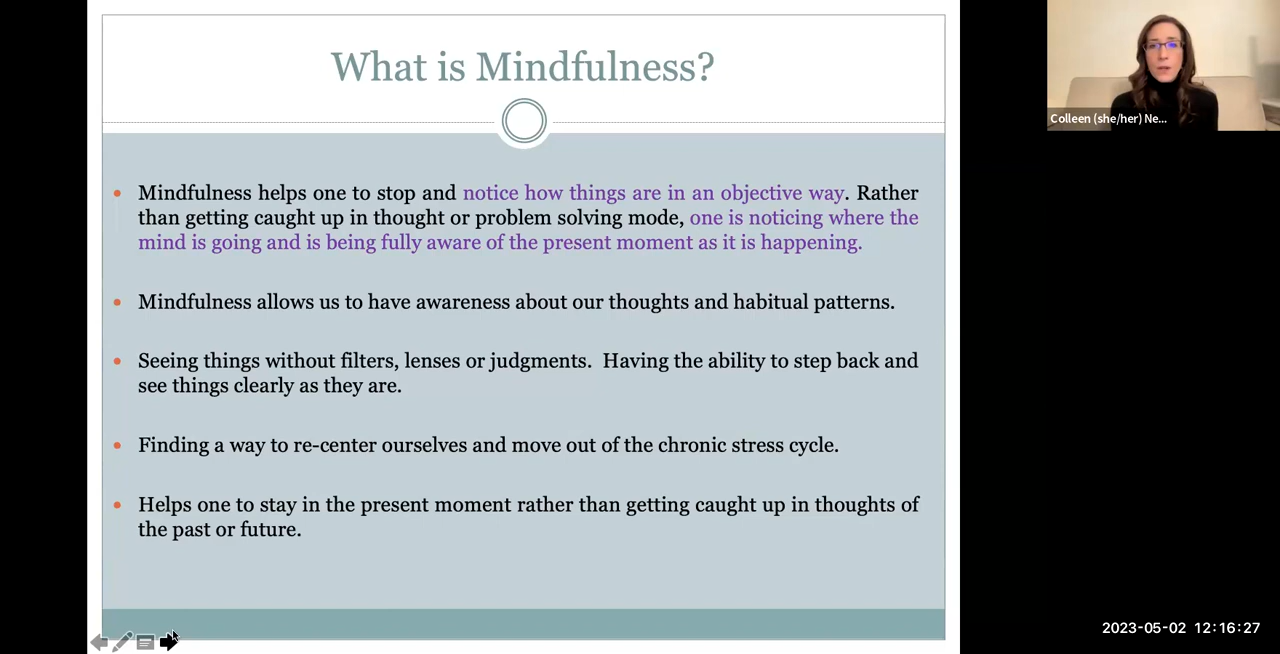 What is Mindfulness?
Mindfulness helps one to stop and notice how things are in an objective way. Rather
than getting caught up in thought or problem solving mode, one is noticing where the
mind is going and is being fully aware of the present moment as it is happening.
Mindfulness allows us to have awareness about our thoughts and habitual patterns.
Seeing things without filters, lenses or judgments.  Having the ability to step back and
see things clearly as they are.
Finding a way to re-center ourselves and move out of the chronic stress cycle.
Helps one to stay in the present moment rather than getting caught up in thoughts of
the past or future.
Colleen (she/her) Ne...
2023-05-02 12:16:27